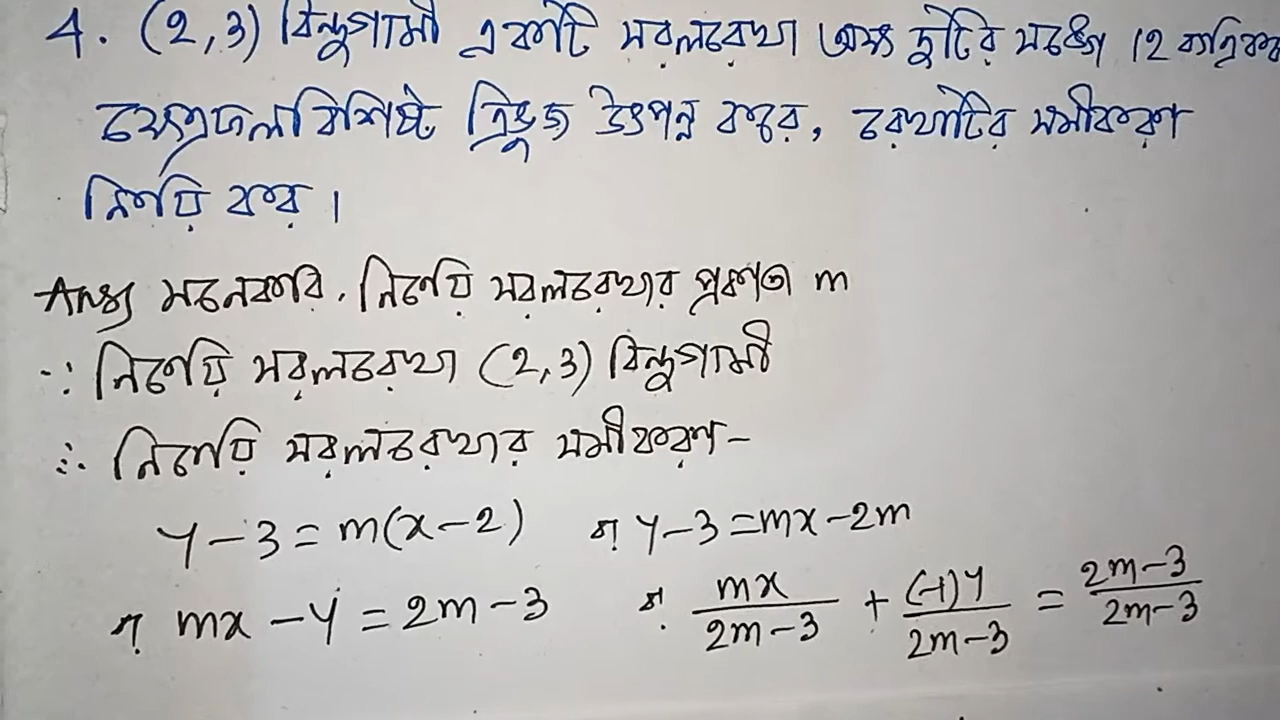 4. (2,3) বিন্দুগামী একটি সরলরেখা অক্ষ দুটির সঙ্গে 12 বর্গএকক
ক্ষেত্রফলবিশিষ্ট ত্রিভুজ উৎপন্ন করে, রেখাটির সমীকরণ
নির্ণয় কর।
Ans মনেকরি, নির্ণেয় সরলরেখার প্রবণতা m
∵ নির্ণেয় সরলরেখা (2,3) বিন্দুগামী
∴ নির্ণেয় সরলরেখার সমীকরণ-
y-3=m(x-2) বা y-3=mx-2m
বা mx-y=2m-3 বা mx/(2m-3) + (-1)y/(2m-3) = (2m-3)/(2m-3)